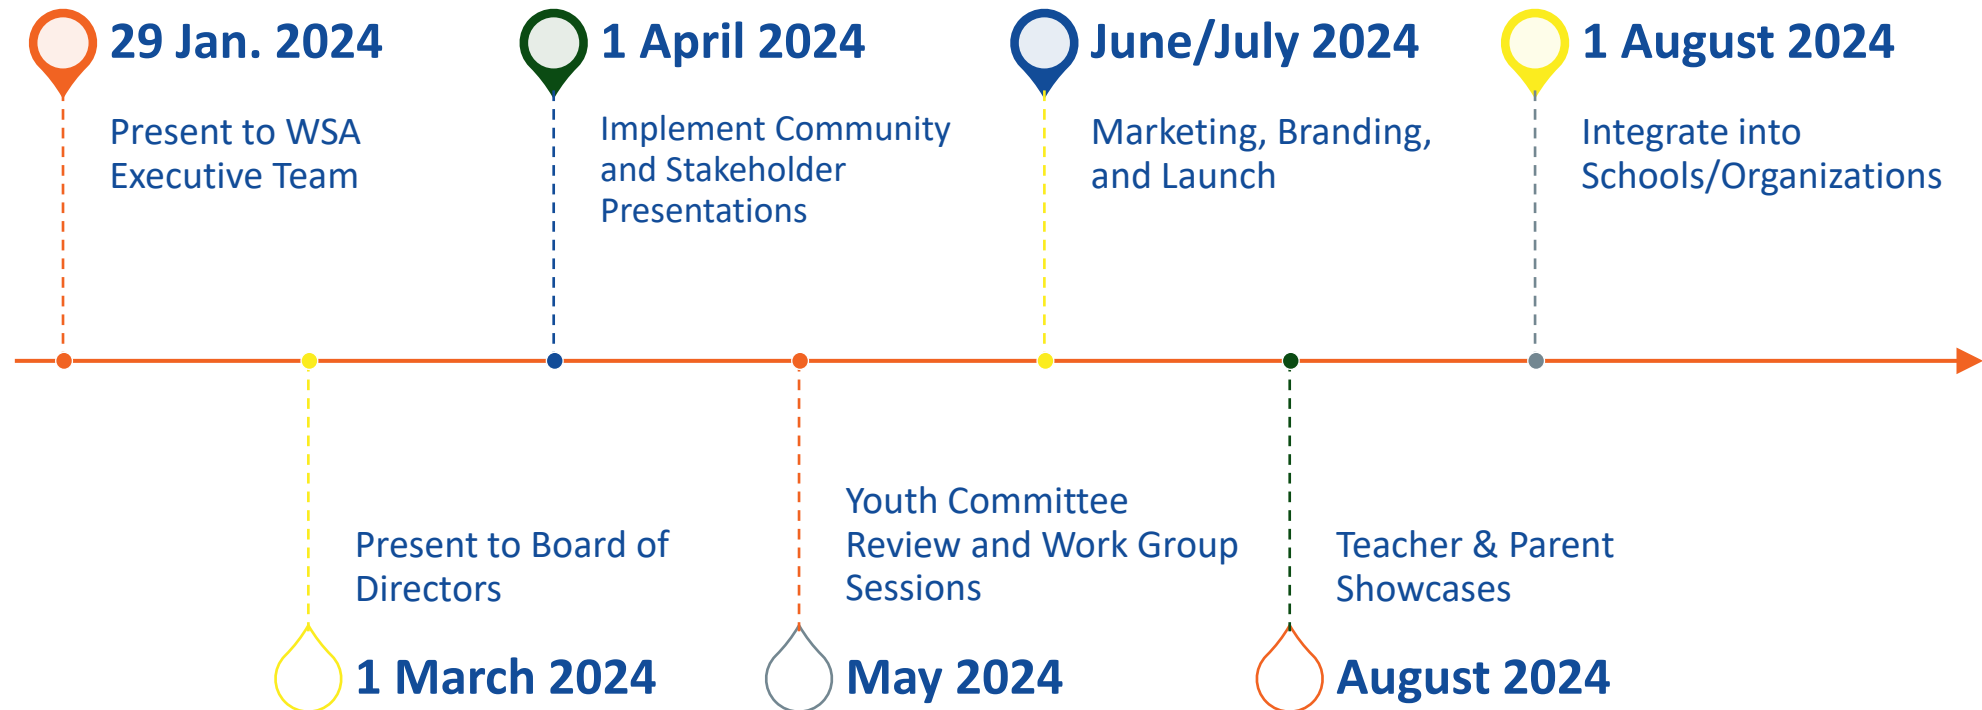 29 Jan. 2024
Present to WSA
Executive Team
1 April 2024
Implement Community
and Stakeholder
Presentations
June/July 2024
Marketing, Branding,
and Launch
1 August 2024
Integrate into
Schools/Organizations
Present to Board of
Directors
1 March 2024
Youth Committee
Review and Work Group
Sessions
May 2024
Teacher & Parent
Showcases
August 2024